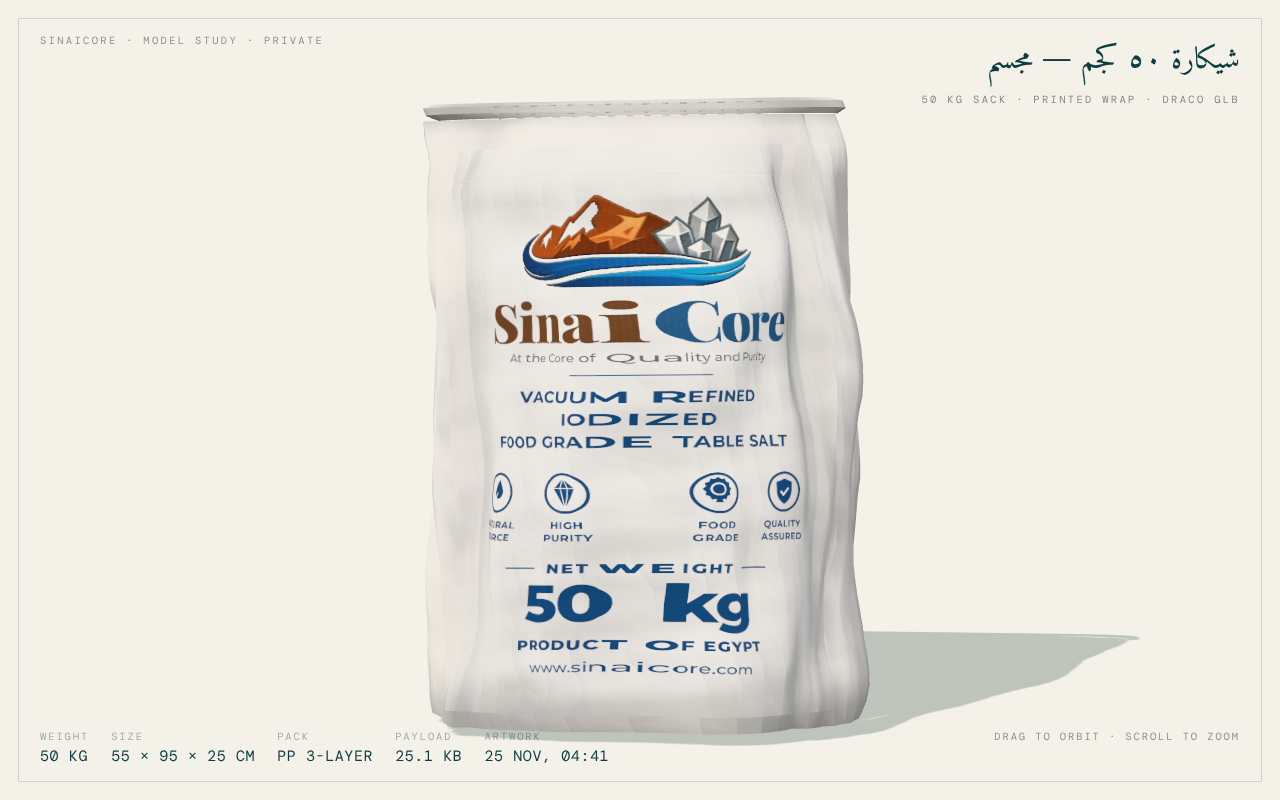 SINAICORE · MODEL STUDY · PRIVATE
شيكارة ٥٠ كجم — مجسم
50 KG SACK · PRINTED WRAP · DRACO GLB
Sinai Core
At the Core of Quality and Purity
VACUUM REFINED
IODIZED
FOOD GRADE TABLE SALT
HIGH PURITY
FOOD GRADE
QUALITY ASSURED
NET WEIGHT
50 kg
PRODUCT OF EGYPT
www.sinaicore.com
WEIGHT SIZE PACK PAYLOAD ARTWORK
50 KG 55 × 95 × 25 CM PP 3-LAYER 25.1 KB 25 NOV, 04:41
DRAG TO ORBIT · SCROLL TO ZOOM